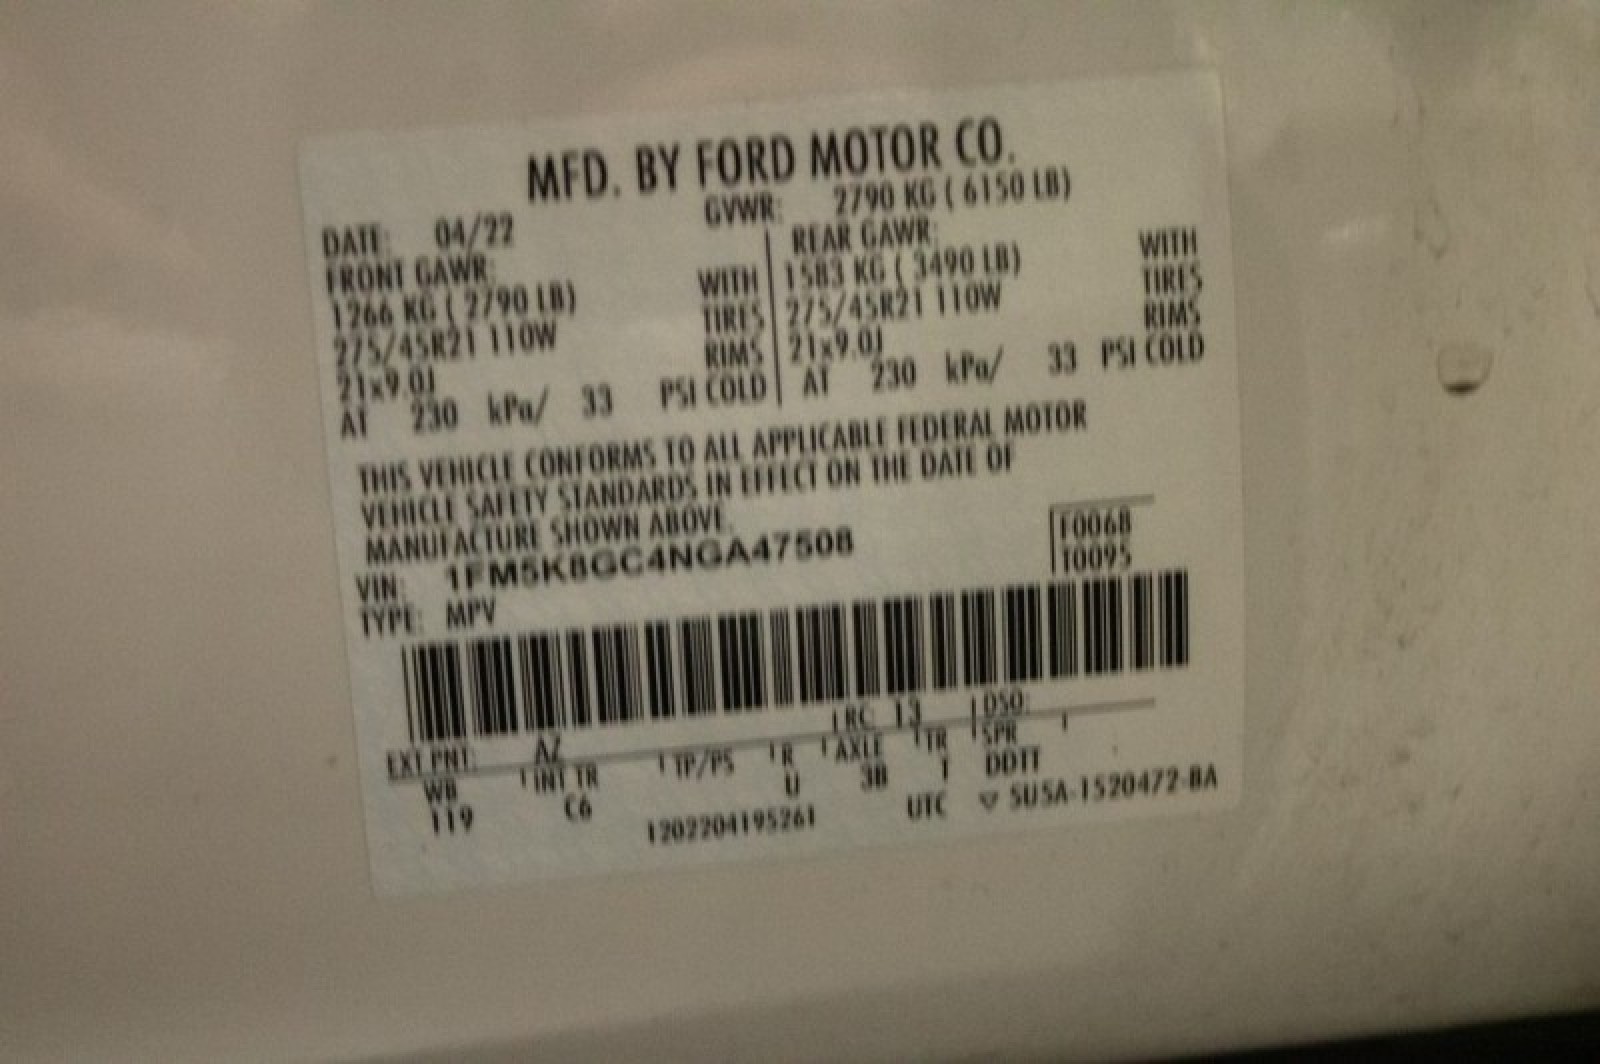 MFD. BY FORD MOTOR CO.
DATE: 04/22 GVWR: 2790 KG ( 6150 LB)
FRONT GAWR: REAR GAWR:
1266 KG ( 2790 LB) WITH 1583 KG ( 3490 LB) WITH
275/45R21 110W TIRES 275/45R21 110W TIRES
21x9.0J RIMS 21x9.0J RIMS
AT 230 kPa/ 33 PSI COLD AT 230 kPa/ 33 PSI COLD
THIS VEHICLE CONFORMS TO ALL APPLICABLE FEDERAL MOTOR
VEHICLE SAFETY STANDARDS IN EFFECT ON THE DATE OF
MANUFACTURE SHOWN ABOVE.
VIN: 1FM5K8GC4NGA47508 F0068
TYPE: MPV T0095
EXT PNT: AZ RC: 13 DSO:
WB INT TR TP/PS R AXLE TR SPR
119 C6 U 3B T DDTT
1202204195261 UTC ▽ 5U5A-1520472-BA